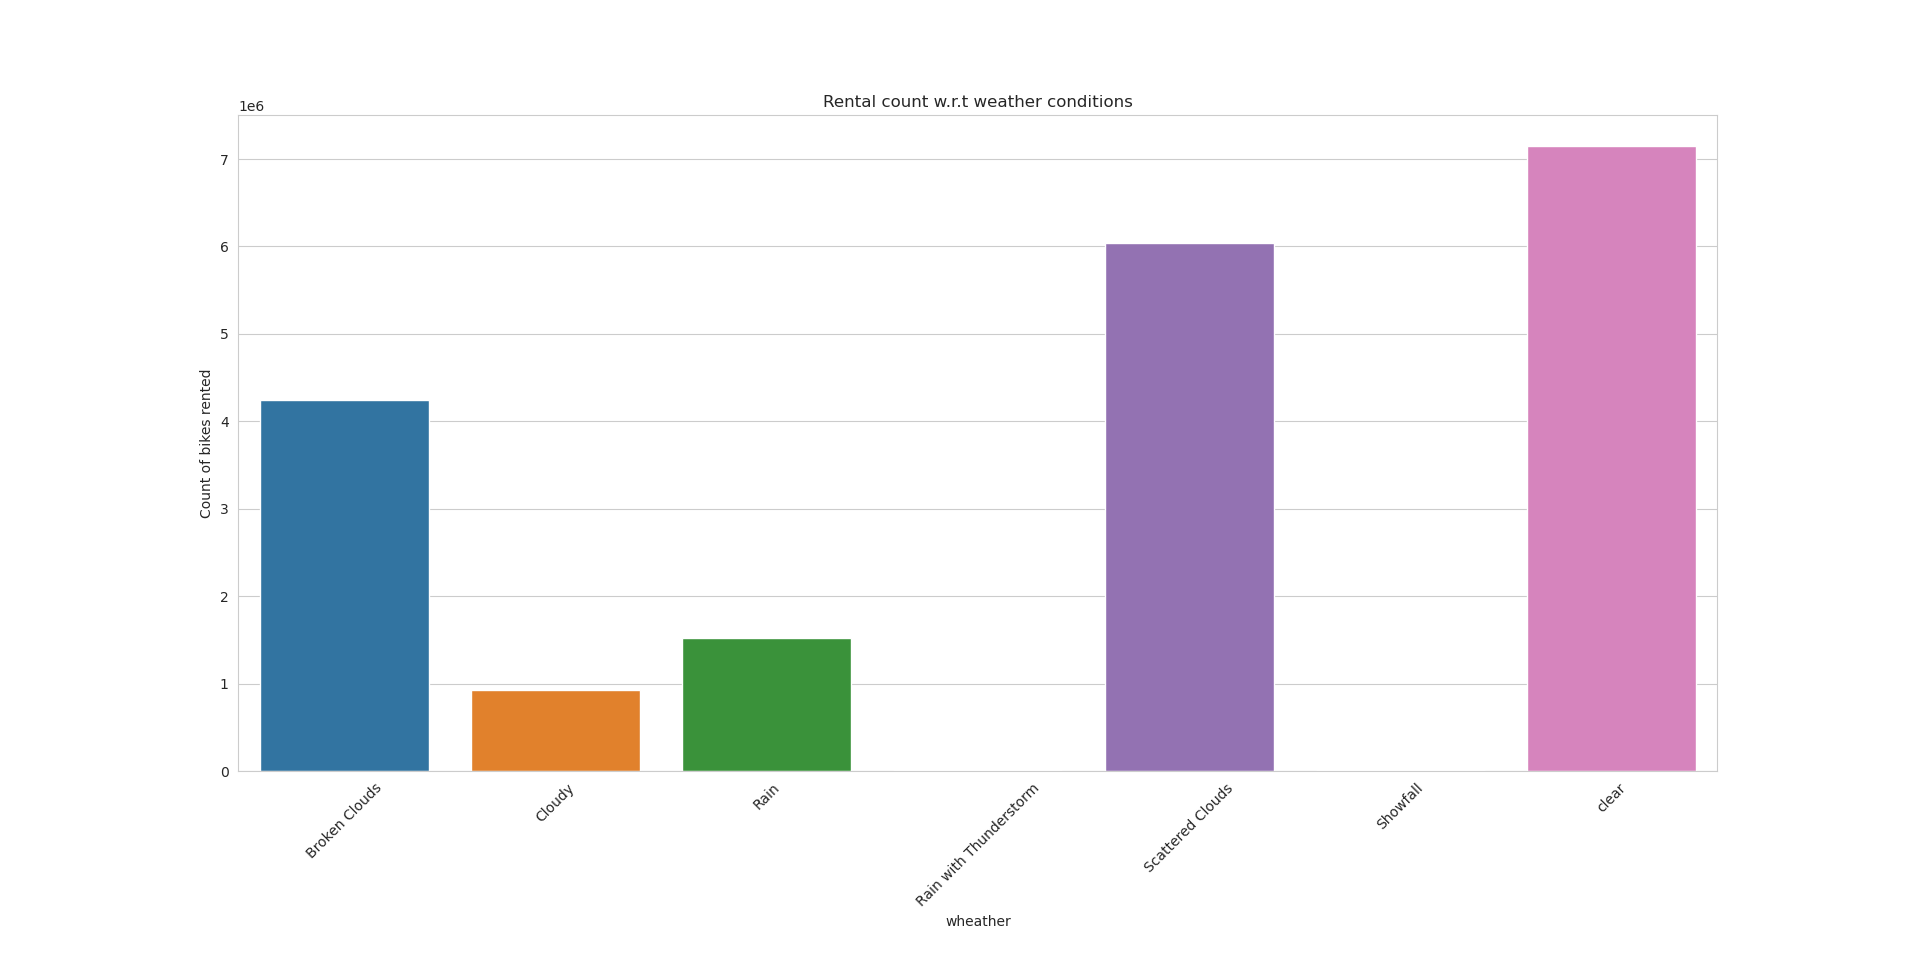 Rental count w.r.t weather conditions
1e6
7
6
5
4
3
2
1
0
Count of bikes rented
Broken Clouds
Cloudy
Rain
Rain with Thunderstorm
Scattered Clouds
Showfall
clear
wheather